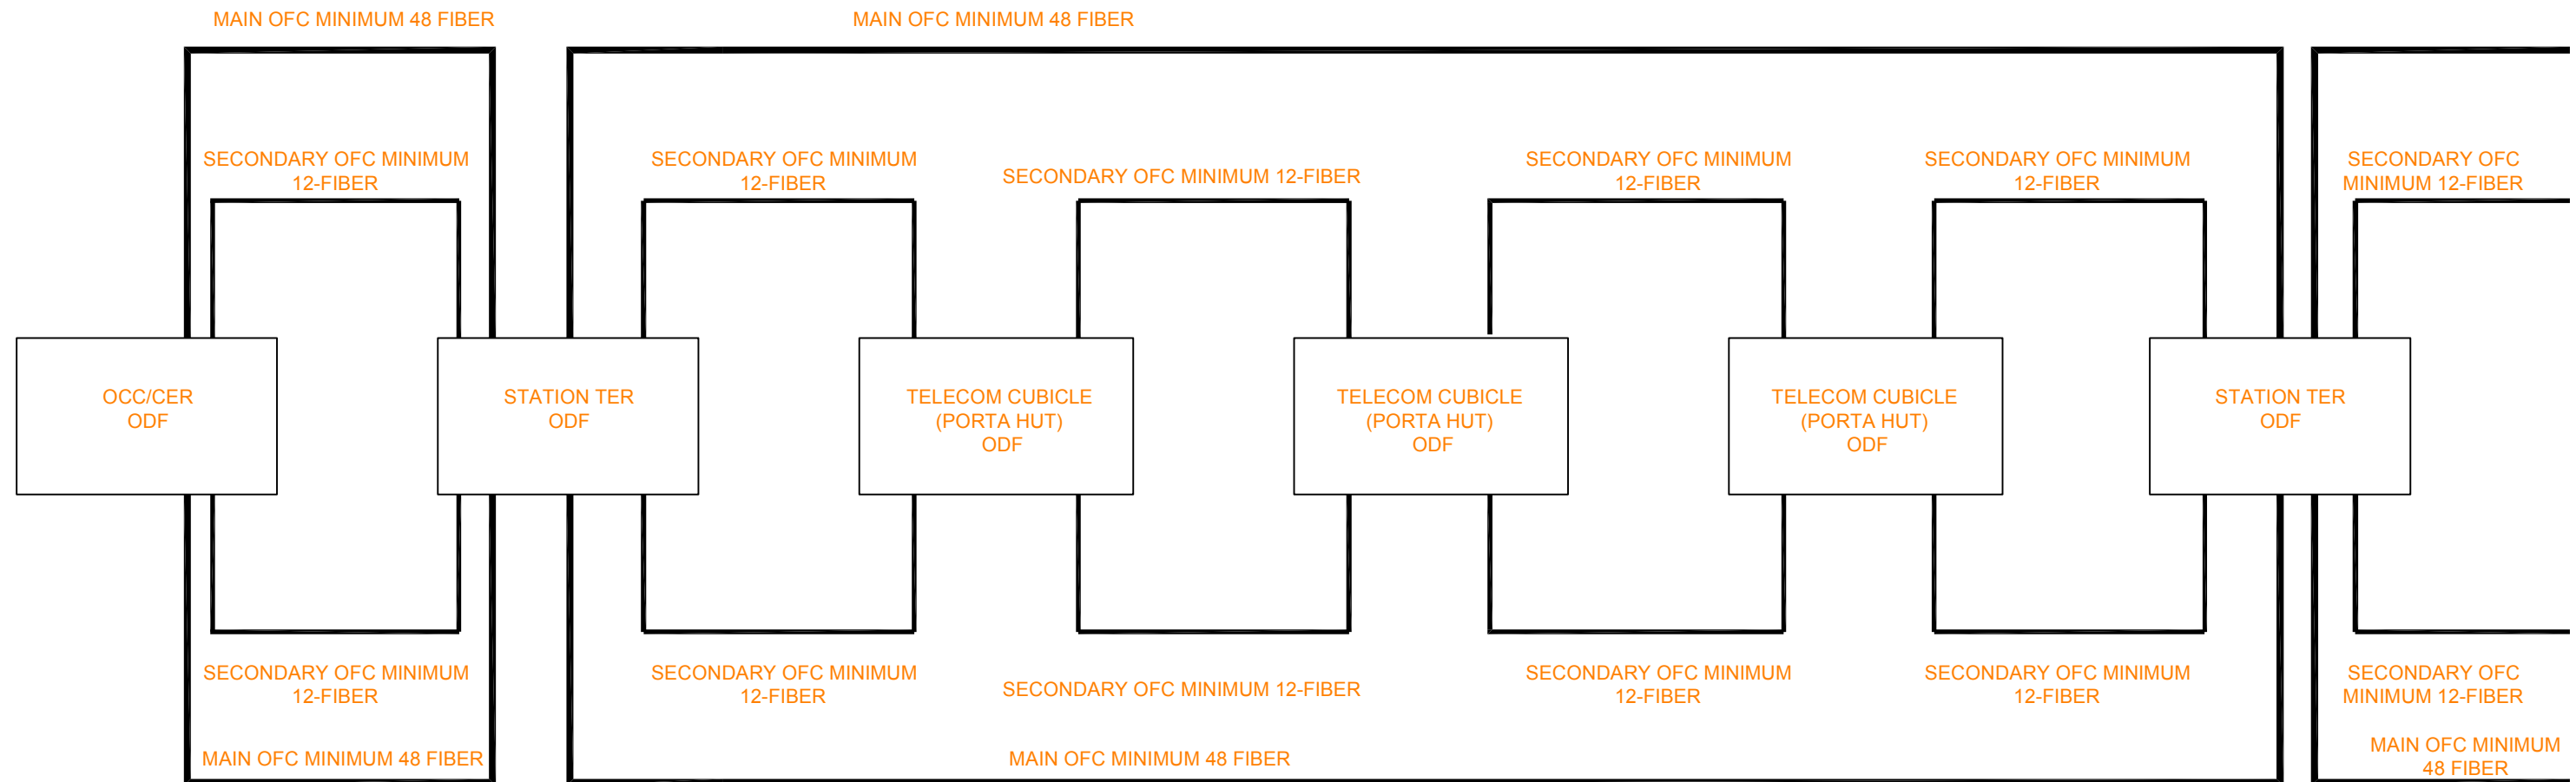 MAIN OFC MINIMUM 48 FIBER
MAIN OFC MINIMUM 48 FIBER
SECONDARY OFC MINIMUM
12-FIBER
SECONDARY OFC MINIMUM
12-FIBER
SECONDARY OFC MINIMUM 12-FIBER
SECONDARY OFC MINIMUM
12-FIBER
SECONDARY OFC MINIMUM
12-FIBER
SECONDARY OFC
MINIMUM 12-FIBER
OCC/CER
ODF
STATION TER
ODF
TELECOM CUBICLE
(PORTA HUT)
ODF
TELECOM CUBICLE
(PORTA HUT)
ODF
TELECOM CUBICLE
(PORTA HUT)
ODF
STATION TER
ODF
SECONDARY OFC MINIMUM
12-FIBER
SECONDARY OFC MINIMUM
12-FIBER
SECONDARY OFC MINIMUM 12-FIBER
SECONDARY OFC MINIMUM
12-FIBER
SECONDARY OFC MINIMUM
12-FIBER
SECONDARY OFC
MINIMUM 12-FIBER
MAIN OFC MINIMUM 48 FIBER
MAIN OFC MINIMUM 48 FIBER
MAIN OFC MINIMUM
48 FIBER